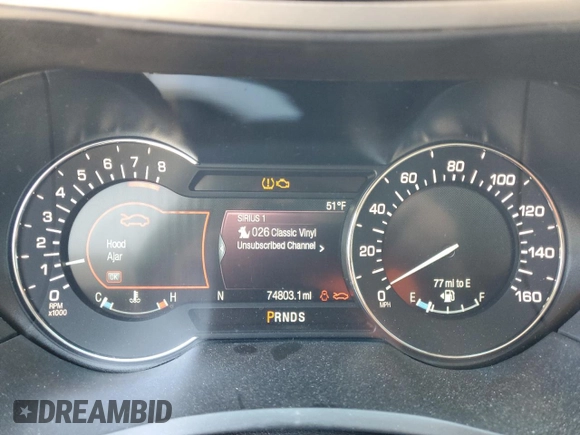 0 1 2 3 4 5 6 7 8
RPM
x1000
Hood
Ajar
OK
C H
51°F
SIRIUS 1
026 Classic Vinyl
Unsubscribed Channel >
N 74803.1 mi
PRNDS
0 20 40 60 80 100 120 140 160
MPH
77 mi to E
E F
DREAMBID